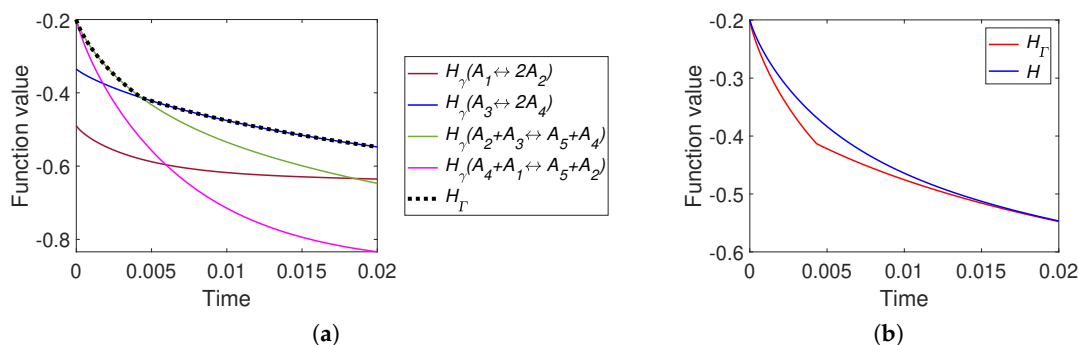 -0.2
-0.4
-0.6
-0.8
Function value
0 0.005 0.01 0.015 0.02
Time
H_γ(A_1↔ 2A_2)
H_γ(A_3↔ 2A_4)
H_γ(A_2+A_3↔ A_5+A_4)
H_γ(A_4+A_1↔ A_5+A_2)
H_Γ
(a)
-0.2
-0.3
-0.4
-0.5
-0.6
Function value
0 0.005 0.01 0.015 0.02
Time
H_Γ
H
(b)